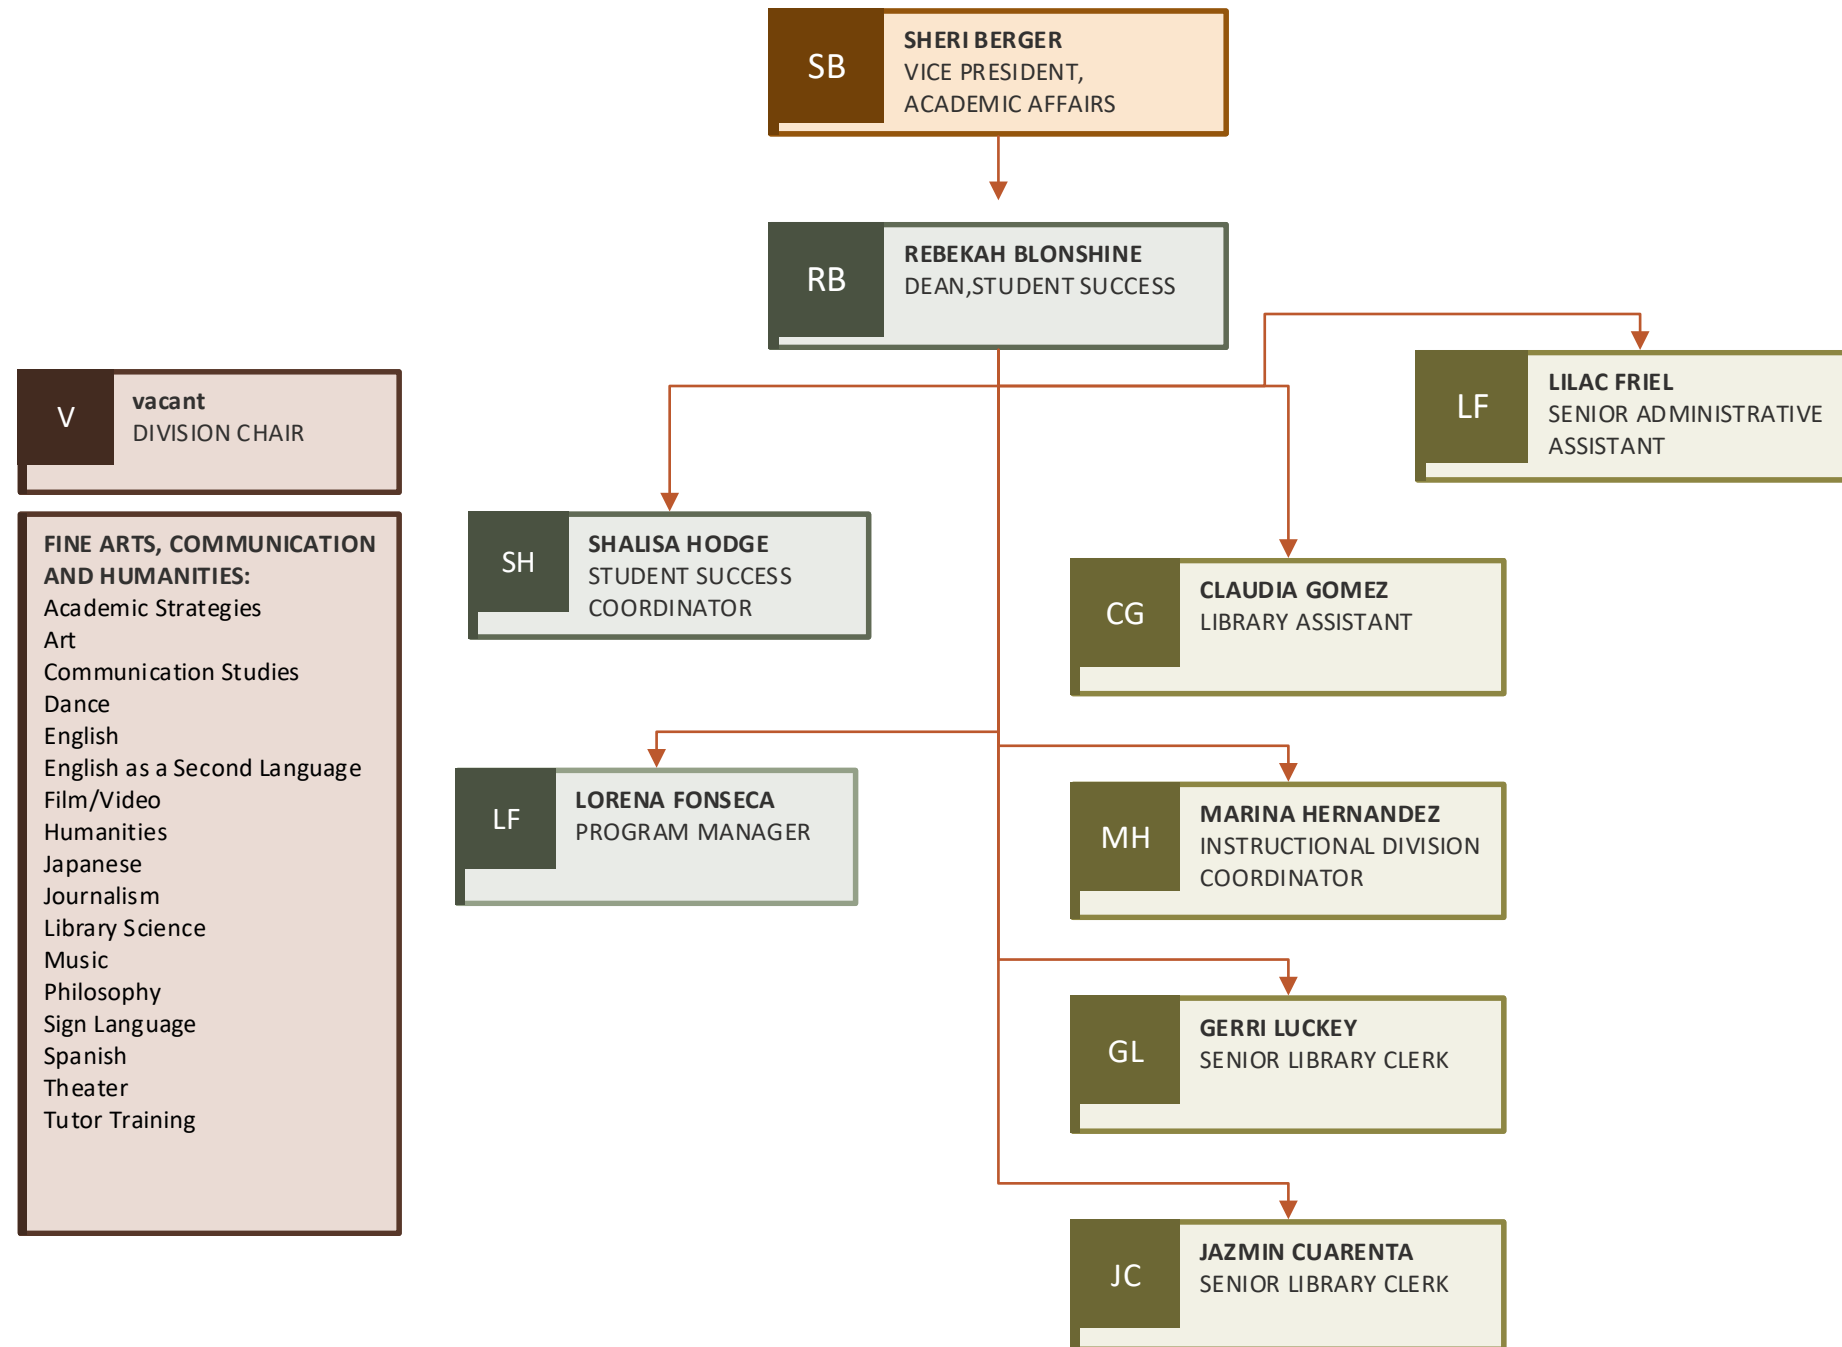 SB
SHERI BERGER
VICE PRESIDENT,
ACADEMIC AFFAIRS
RB
REBEKAH BLONSHINE
DEAN,STUDENT SUCCESS
LF
LILAC FRIEL
SENIOR ADMINISTRATIVE
ASSISTANT
V
vacant
DIVISION CHAIR
FINE ARTS, COMMUNICATION
AND HUMANITIES:
Academic Strategies
Art
Communication Studies
Dance
English
English as a Second Language
Film/Video
Humanities
Japanese
Journalism
Library Science
Music
Philosophy
Sign Language
Spanish
Theater
Tutor Training
SH
SHALISA HODGE
STUDENT SUCCESS
COORDINATOR
CG
CLAUDIA GOMEZ
LIBRARY ASSISTANT
LF
LORENA FONSECA
PROGRAM MANAGER
MH
MARINA HERNANDEZ
INSTRUCTIONAL DIVISION
COORDINATOR
GL
GERRI LUCKEY
SENIOR LIBRARY CLERK
JC
JAZMIN CUARENTA
SENIOR LIBRARY CLERK